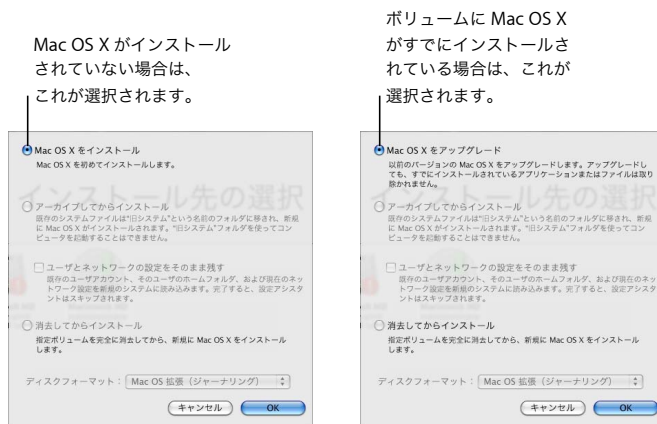 Mac OS X がインストール
されていない場合は、
これが選択されます。
ボリュームに Mac OS X
がすでにインストールさ
れている場合は、これが
選択されます。
Mac OS X をインストール
Mac OS X を初めてインストールします。
インストール先の選択
アーカイブしてからインストール
既存のシステムファイルは“旧システム”という名前のフォルダに移され、新規
に Mac OS X がインストールされます。“旧システム”フォルダを使ってコン
ピュータを起動することはできません。
ユーザとネットワークの設定をそのまま残す
既存のユーザアカウント、そのユーザのホームフォルダ、および現在のネッ
トワーク設定を新規のシステムに読み込みます。完了すると、設定アシスタ
ントはスキップされます。
消去してからインストール
指定ボリュームを完全に消去してから、新規に Mac OS X をインストール
します。
ディスクフォーマット： Mac OS 拡張（ジャーナリング）
キャンセル OK
Mac OS X をアップグレード
以前のバージョンの Mac OS X をアップグレードします。アップグレードし
ても、すでにインストールされているアプリケーションまたはファイルは取り
除かれません。
インストール先の選択
アーカイブしてからインストール
既存のシステムファイルは“旧システム”という名前のフォルダに移され、新規
に Mac OS X がインストールされます。“旧システム”フォルダを使ってコン
ピュータを起動することはできません。
ユーザとネットワークの設定をそのまま残す
既存のユーザアカウント、そのユーザのホームフォルダ、および現在のネッ
トワーク設定を新規のシステムに読み込みます。完了すると、設定アシスタ
ントはスキップされます。
消去してからインストール
指定ボリュームを完全に消去してから、新規に Mac OS X をインストール
します。
ディスクフォーマット： Mac OS 拡張（ジャーナリング）
キャンセル OK